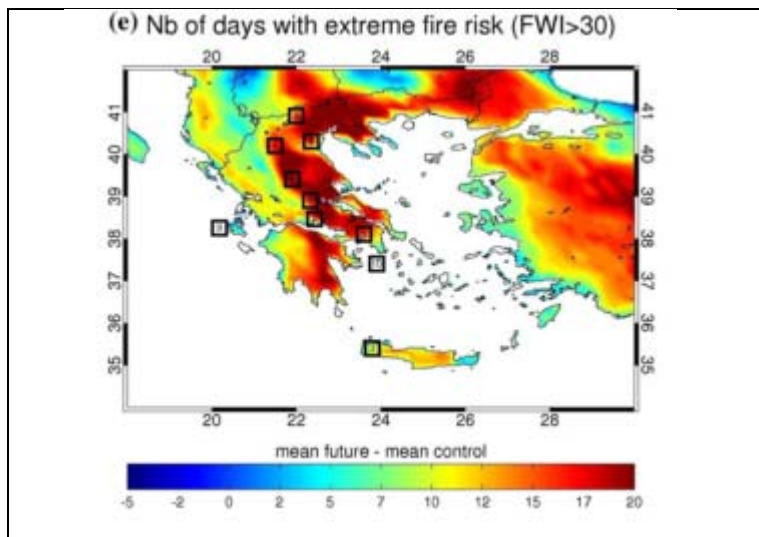 (e) Nb of days with extreme fire risk (FWI>30)
20 22 24 26 28
41 41
40 40
39 39
38 38
37 37
36 36
35 35
20 22 24 26 28
mean future - mean control
-5 -2 0 2 5 7 10 12 15 17 20